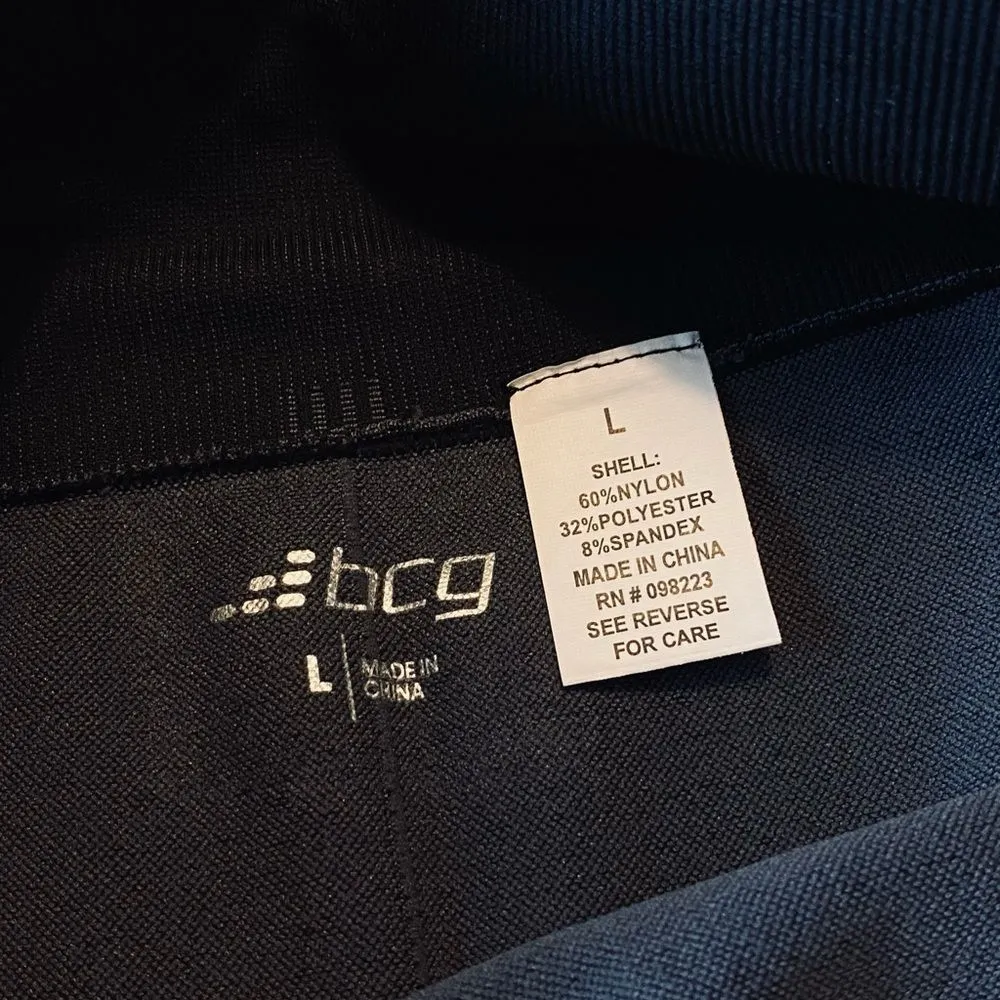 bcg
L
MADE IN
CHINA
L
SHELL:
60%NYLON
32%POLYESTER
8%SPANDEX
MADE IN CHINA
RN # 098223
SEE REVERSE
FOR CARE